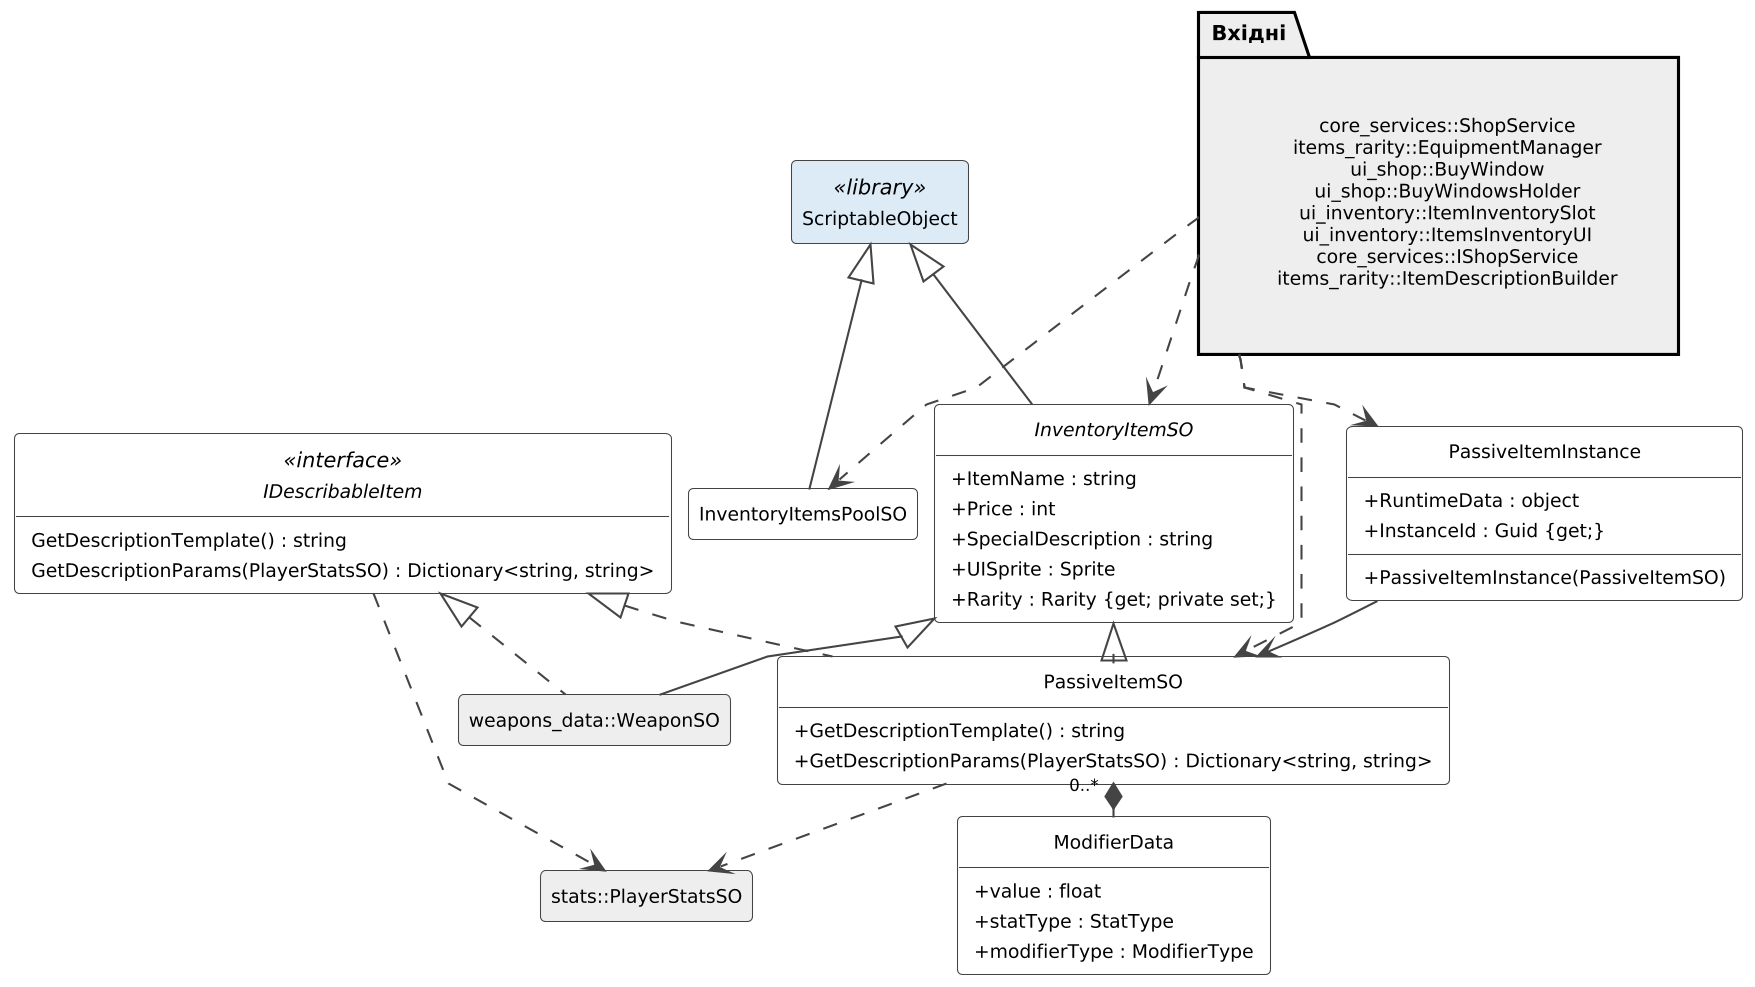 Вхідні
core_services::ShopService
items_rarity::EquipmentManager
ui_shop::BuyWindow
ui_shop::BuyWindowsHolder
ui_inventory::ItemInventorySlot
ui_inventory::ItemsInventoryUI
core_services::IShopService
items_rarity::ItemDescriptionBuilder
«library»
ScriptableObject
«interface»
IDescribableItem
GetDescriptionTemplate() : string
GetDescriptionParams(PlayerStatsSO) : Dictionary<string, string>
InventoryItemsPoolSO
InventoryItemSO
+ItemName : string
+Price : int
+SpecialDescription : string
+UISprite : Sprite
+Rarity : Rarity {get; private set;}
PassiveItemInstance
+RuntimeData : object
+InstanceId : Guid {get;}
+PassiveItemInstance(PassiveItemSO)
weapons_data::WeaponSO
PassiveItemSO
+GetDescriptionTemplate() : string
+GetDescriptionParams(PlayerStatsSO) : Dictionary<string, string>
0..*
stats::PlayerStatsSO
ModifierData
+value : float
+statType : StatType
+modifierType : ModifierType